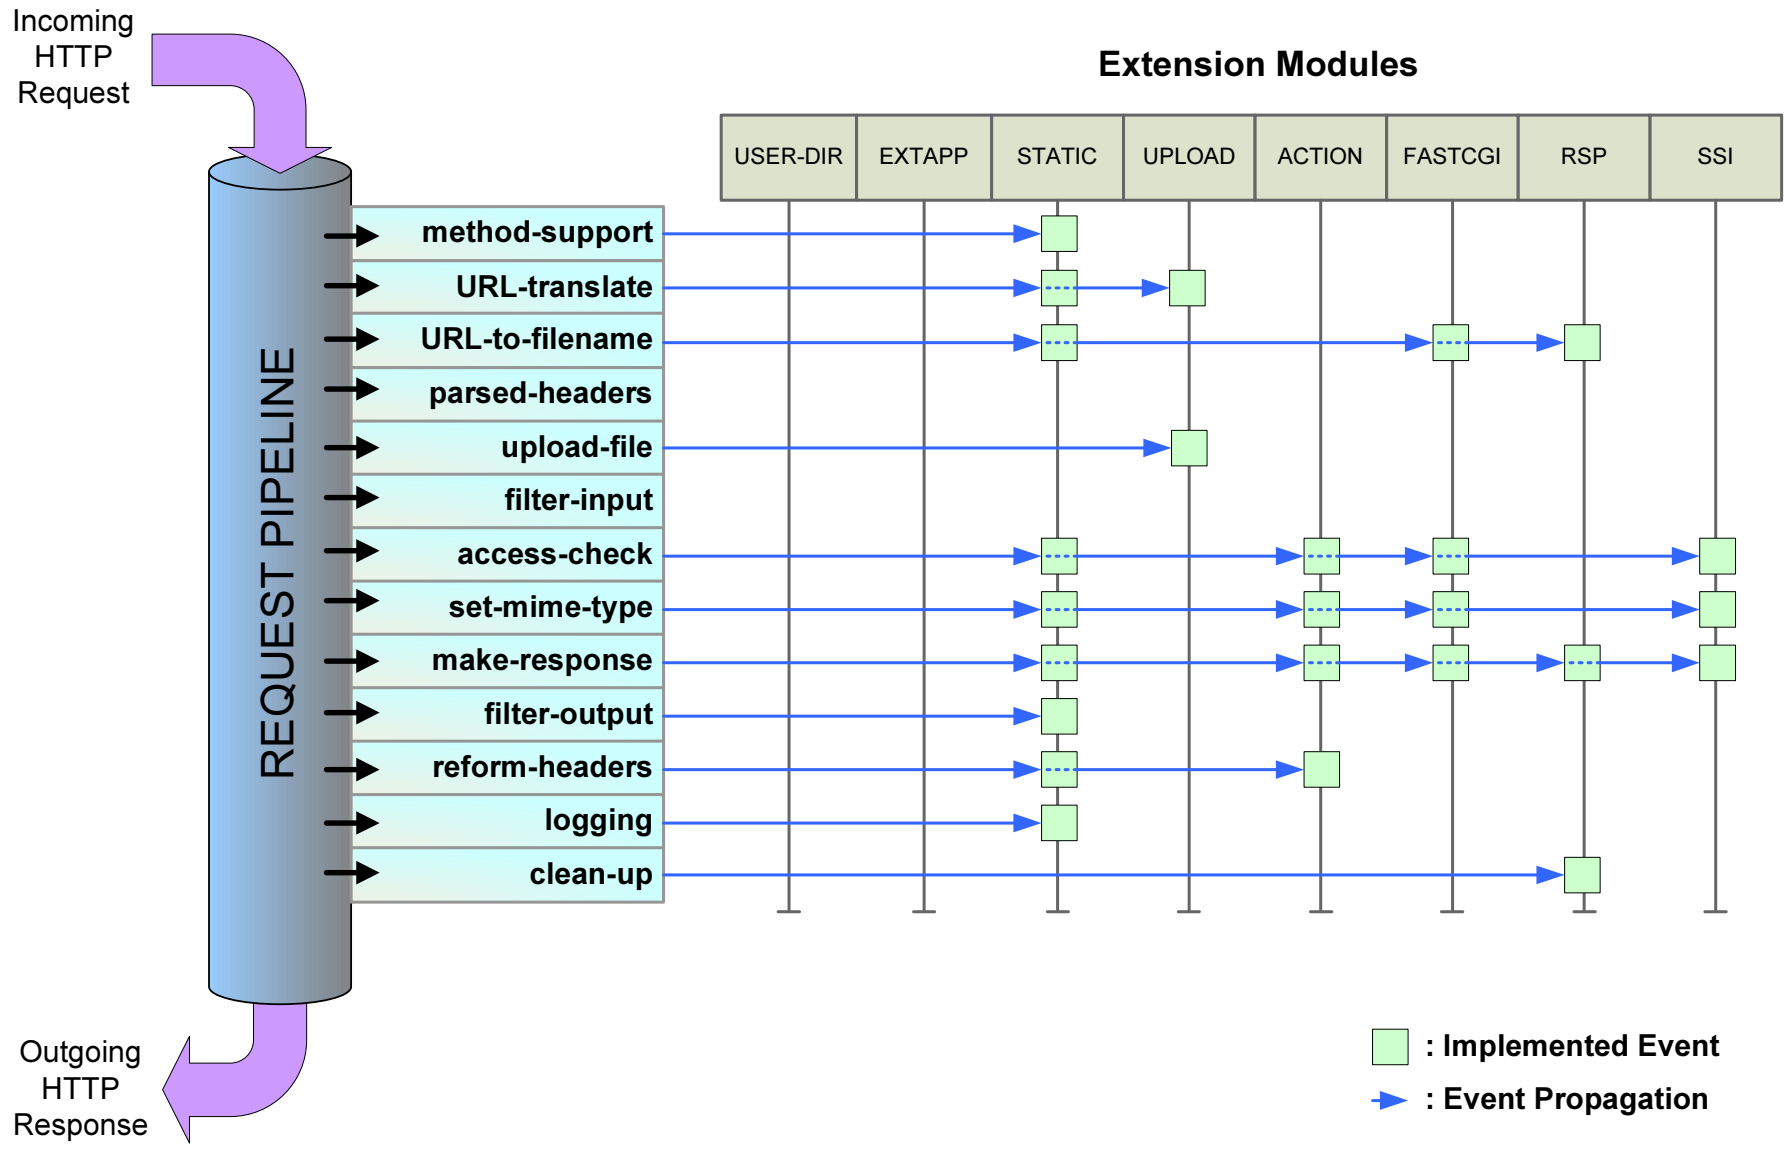 Incoming
HTTP
Request
Extension Modules
USER-DIR
EXTAPP
STATIC
UPLOAD
ACTION
FASTCGI
RSP
SSI
REQUEST PIPELINE
method-support
URL-translate
URL-to-filename
parsed-headers
upload-file
filter-input
access-check
set-mime-type
make-response
filter-output
reform-headers
logging
clean-up
Outgoing
HTTP
Response
: Implemented Event
: Event Propagation